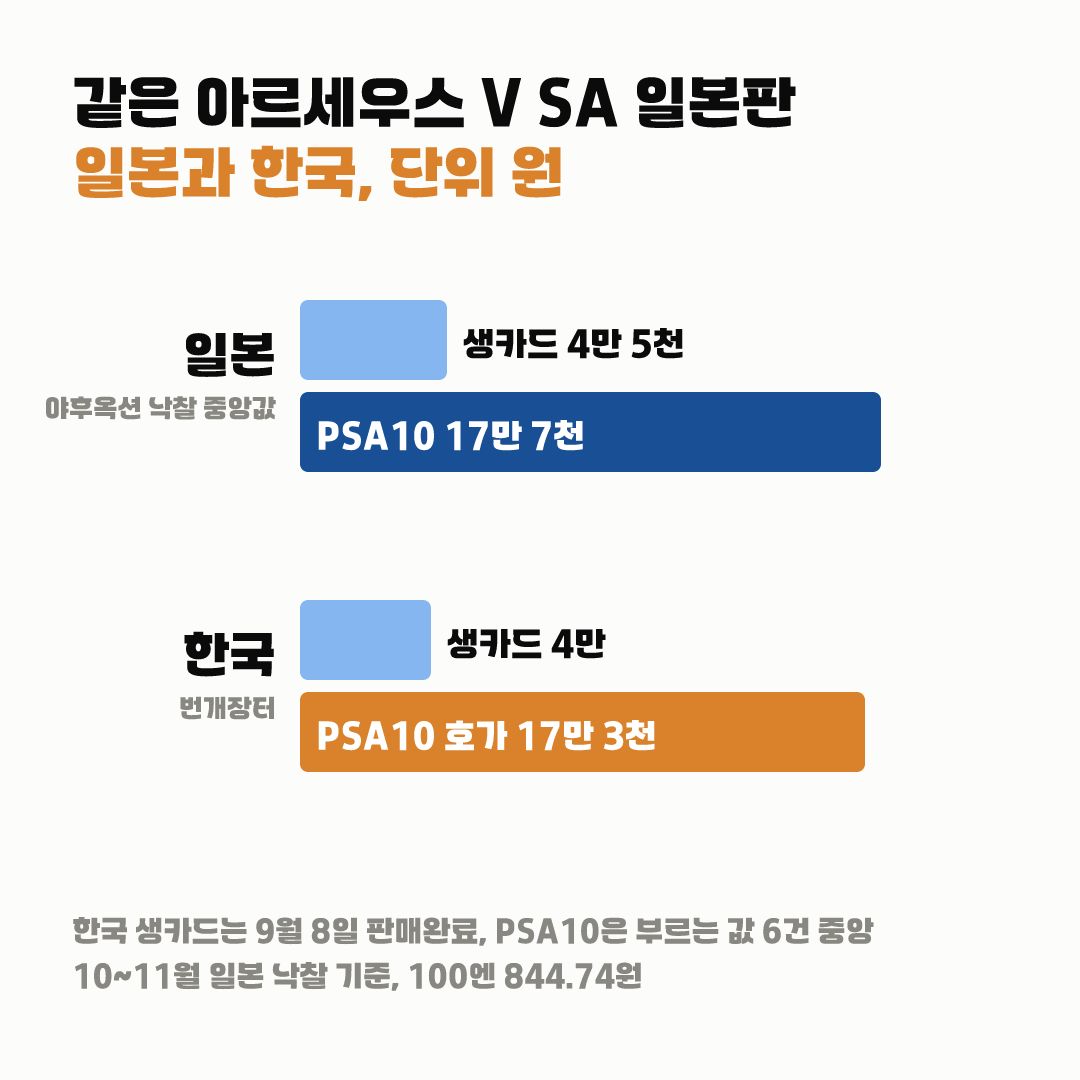 같은 아르세우스 V SA 일본판
일본과 한국, 단위 원
일본
야후옥션 낙찰 중앙값
생카드 4만 5천
PSA10 17만 7천
한국
번개장터
생카드 4만
PSA10 호가 17만 3천
한국 생카드는 9월 8일 판매완료, PSA10은 부르는 값 6건 중앙
10~11월 일본 낙찰 기준, 100엔 844.74원